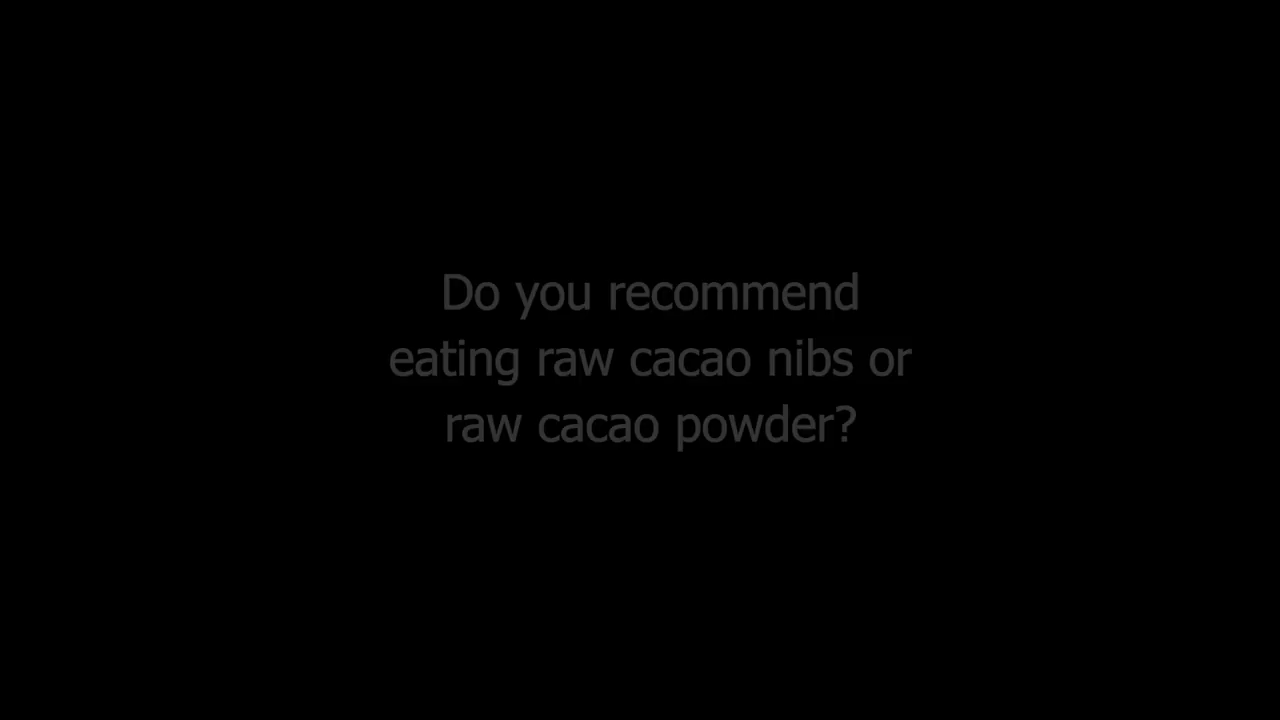 Do you recommend
eating raw cacao nibs or
raw cacao powder?